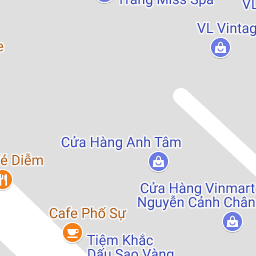 Trang Miss Spa
VL Vintag
Cửa Hàng Anh Tâm
é Diễm
Cửa Hàng Vinmart
Nguyễn Cảnh Chân
Cafe Phố Sự
Tiệm Khắc
Dấu Sao Vàng